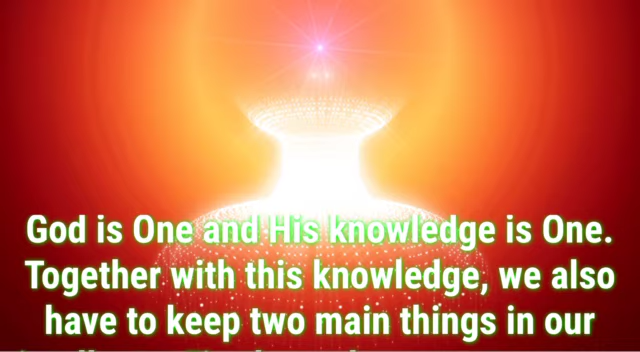 God is One and His knowledge is One.
Together with this knowledge, we also
have to keep two main things in our